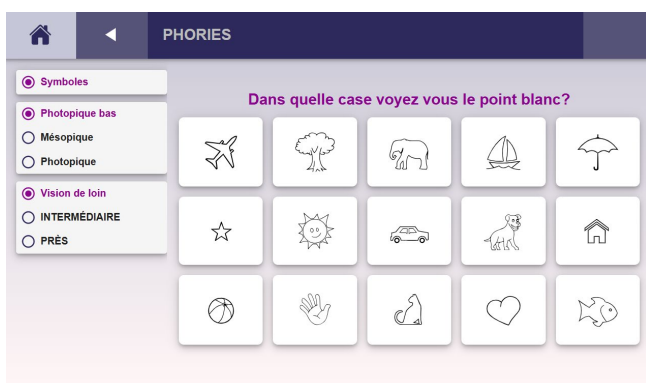 PHORIES
Symboles
Photopique bas
Mésopique
Photopique
Vision de loin
INTERMÉDIAIRE
PRÈS
Dans quelle case voyez vous le point blanc?